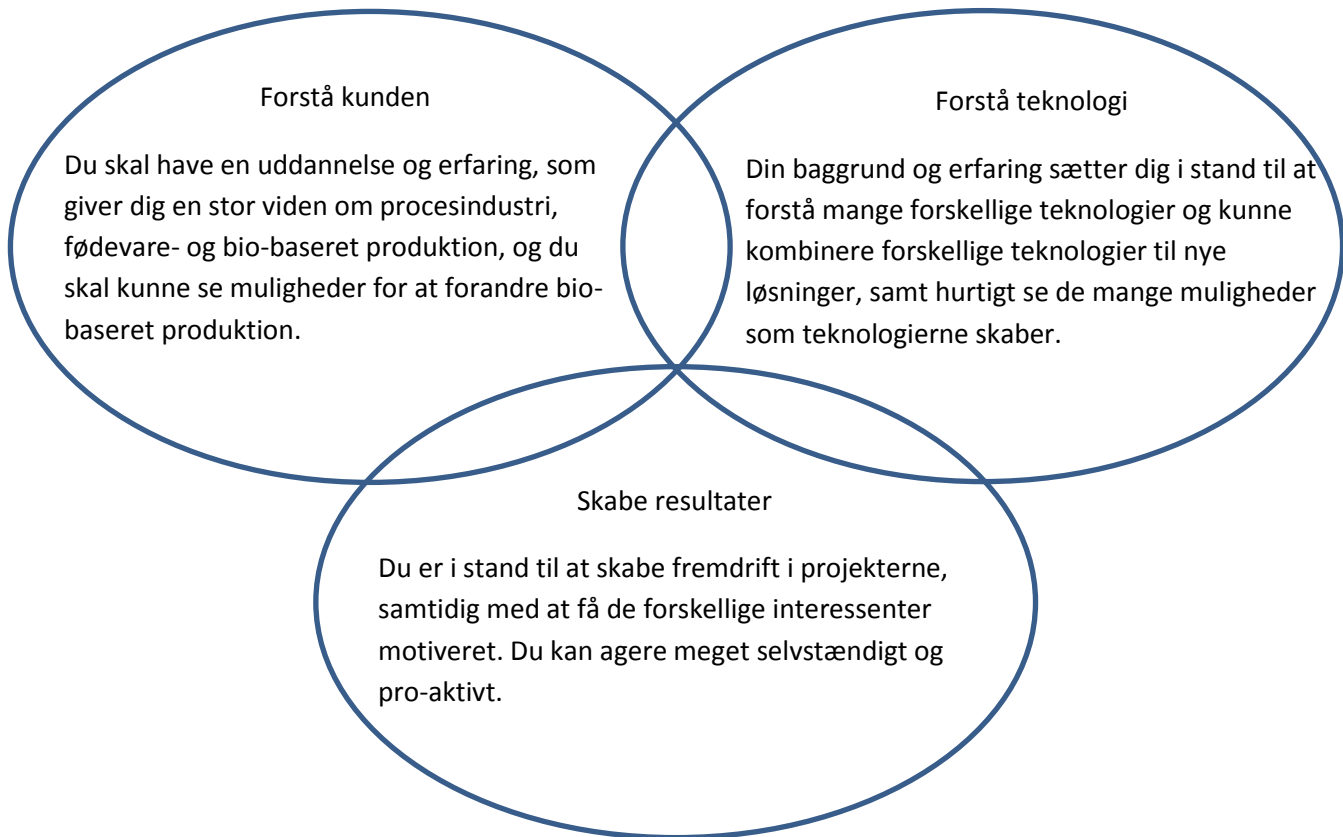 Forstå kunden
Du skal have en uddannelse og erfaring, som
giver dig en stor viden om procesindustri,
fødevare- og bio-baseret produktion, og du
skal kunne se muligheder for at forandre bio-
baseret produktion.
Forstå teknologi
Din baggrund og erfaring sætter dig i stand til at
forstå mange forskellige teknologier og kunne
kombinere forskellige teknologier til nye
løsninger, samt hurtigt se de mange muligheder
som teknologierne skaber.
Skabe resultater
Du er i stand til at skabe fremdrift i projekterne,
samtidig med at få de forskellige interessenter
motiveret. Du kan agere meget selvstændigt og
pro-aktivt.